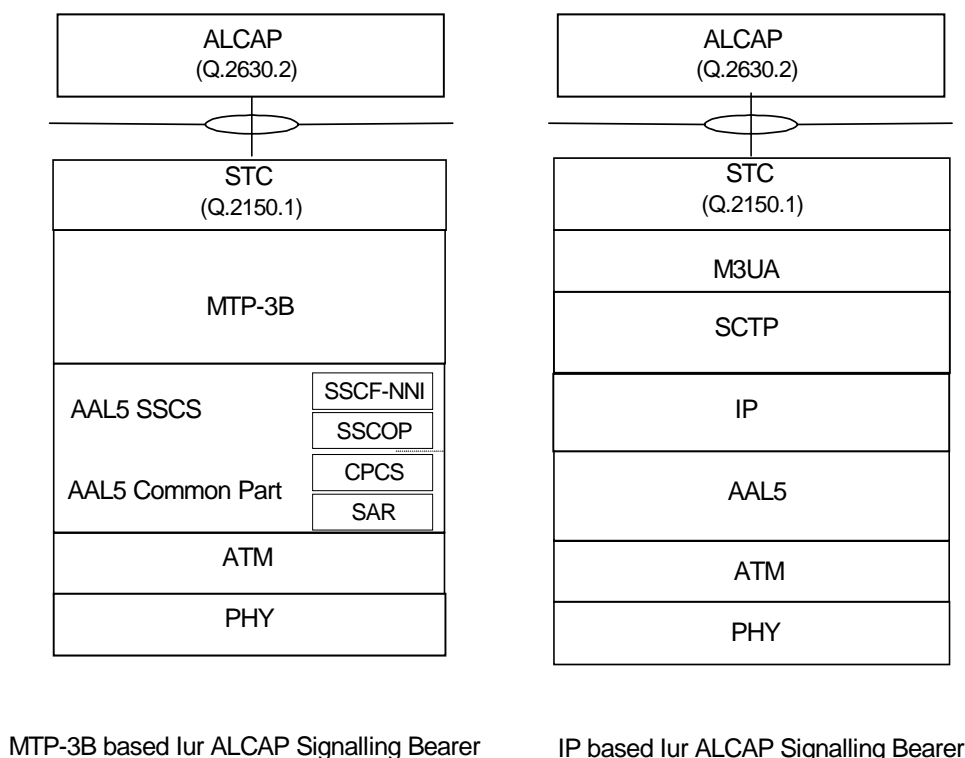 ALCAP
(Q.2630.2)
STC
(Q.2150.1)
MTP-3B
AAL5 SSCS
SSCF-NNI
SSCOP
AAL5 Common Part
CPCS
SAR
ATM
PHY
MTP-3B based Iur ALCAP Signalling Bearer
ALCAP
(Q.2630.2)
STC
(Q.2150.1)
M3UA
SCTP
IP
AAL5
ATM
PHY
IP based Iur ALCAP Signalling Bearer